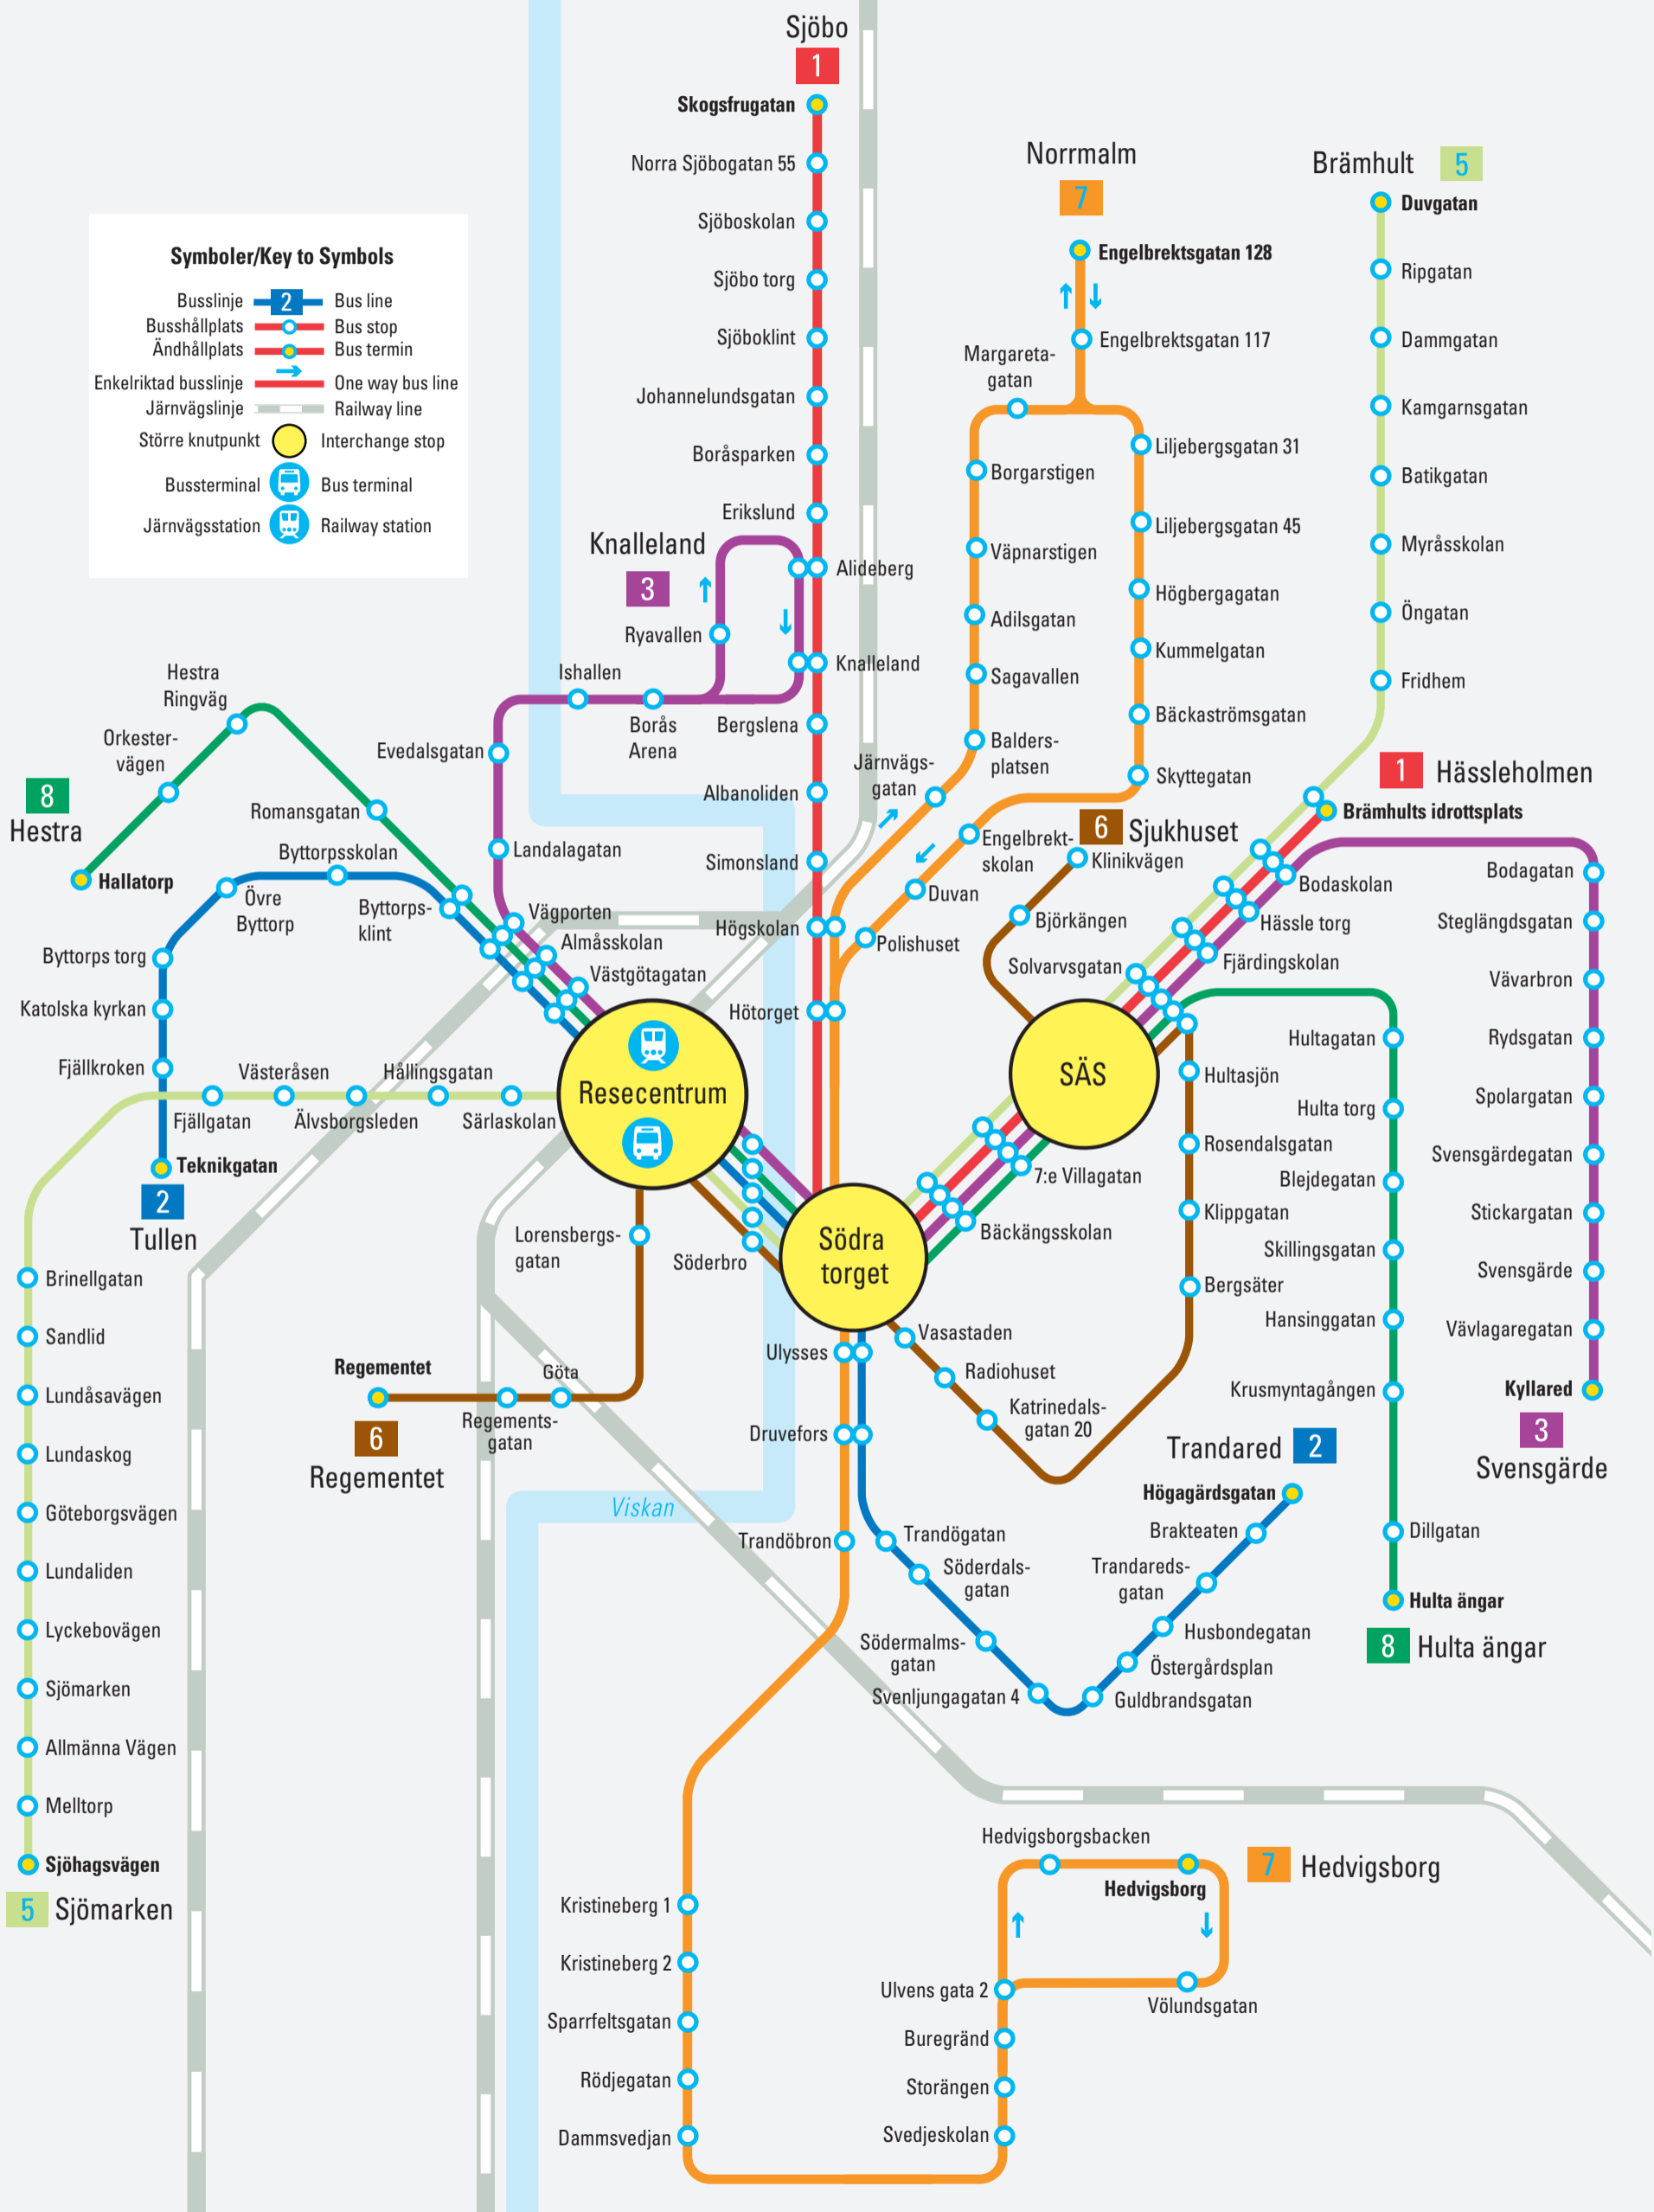 Sjöbo
1
Skogsfrugatan
Norra Sjöbogatan 55
Sjöboskolan
Sjöbo torg
Sjöboklint
Johannelundsgatan
Boråsparken
Erikslund
Alideberg
Knalleland
Bergslena
Albanoliden
Simonsland
Högskolan
Hötorget
Symboler/Key to Symbols
Busslinje 2 Bus line
Busshållplats Bus stop
Ändhållplats Bus termin
Enkelriktad busslinje One way bus line
Järnvägslinje Railway line
Större knutpunkt Interchange stop
Bussterminal Bus terminal
Järnvägsstation Railway station
Norrmalm
7
Engelbrektsgatan 128
Engelbrektsgatan 117
Margareta-
gatan
Borgarstigen
Väpnarstigen
Adilsgatan
Sagavallen
Balders-
platsen
Järnvägs-
gatan
Liljebergsgatan 31
Liljebergsgatan 45
Högbergagatan
Kummelgatan
Bäckaströmsgatan
Skyttegatan
Engelbrekt-
skolan
Duvan
Polishuset
Brämhult 5
Duvgatan
Ripgatan
Dammgatan
Kamgarnsgatan
Batikgatan
Myråsskolan
Öngatan
Fridhem
Knalleland
3
Ryavallen
Ishallen
Borås
Arena
Evedalsgatan
Landalagatan
Vägporten
Almåsskolan
Västgötagatan
Hestra
Ringväg
Orkester-
vägen
8
Hestra
Hallatorp
Romansgatan
Byttorpsskolan
Övre
Byttorp
Byttorps-
klint
Byttorps torg
Katolska kyrkan
Fjällkroken
Teknikgatan
2
Tullen
Fjällgatan
Västeråsen
Älvsborgsleden
Hållingsgatan
Särlaskolan
Resecentrum
1 Hässleholmen
Brämhults idrottsplats
6 Sjukhuset
Klinikvägen
Björkängen
Solvarvsgatan
Bodaskolan
Hässle torg
Fjärdingskolan
SÄS
Bodagatan
Steglängdsgatan
Vävarbron
Rydsgatan
Spolargatan
Svensgärdegatan
Stickargatan
Svensgärde
Vävlagaregatan
Kyllared
3
Svensgärde
Hultagatan
Hulta torg
Blejdegatan
Skillingsgatan
Hansinggatan
Krusmyntagången
Dillgatan
Hulta ängar
8 Hulta ängar
Hultasjön
Rosendalsgatan
Klippgatan
Bergsäter
7:e Villagatan
Bäckängsskolan
Södra
torget
Söderbro
Lorensbergs-
gatan
Göta
Regements-
gatan
Regementet
6
Regementet
Vasastaden
Radiohuset
Katrinedals-
gatan 20
Ulysses
Druvefors
Trandöbron
Viskan
Trandögatan
Söderdals-
gatan
Södermalms-
gatan
Svenljungagatan 4
Guldbrandsgatan
Östergårdsplan
Husbondegatan
Trandareds-
gatan
Brakteaten
Högagärdsgatan
Trandared 2
Brinellgatan
Sandlid
Lundåsavägen
Lundaskog
Göteborgsvägen
Lundaliden
Lyckebovägen
Sjömarken
Allmänna Vägen
Melltorp
Sjöhagsvägen
5 Sjömarken
Kristineberg 1
Kristineberg 2
Sparrfeltsgatan
Rödjegatan
Dammsvedjan
Svedjeskolan
Storängen
Buregränd
Ulvens gata 2
Hedvigsborgsbacken
Hedvigsborg
Völundsgatan
7 Hedvigsborg